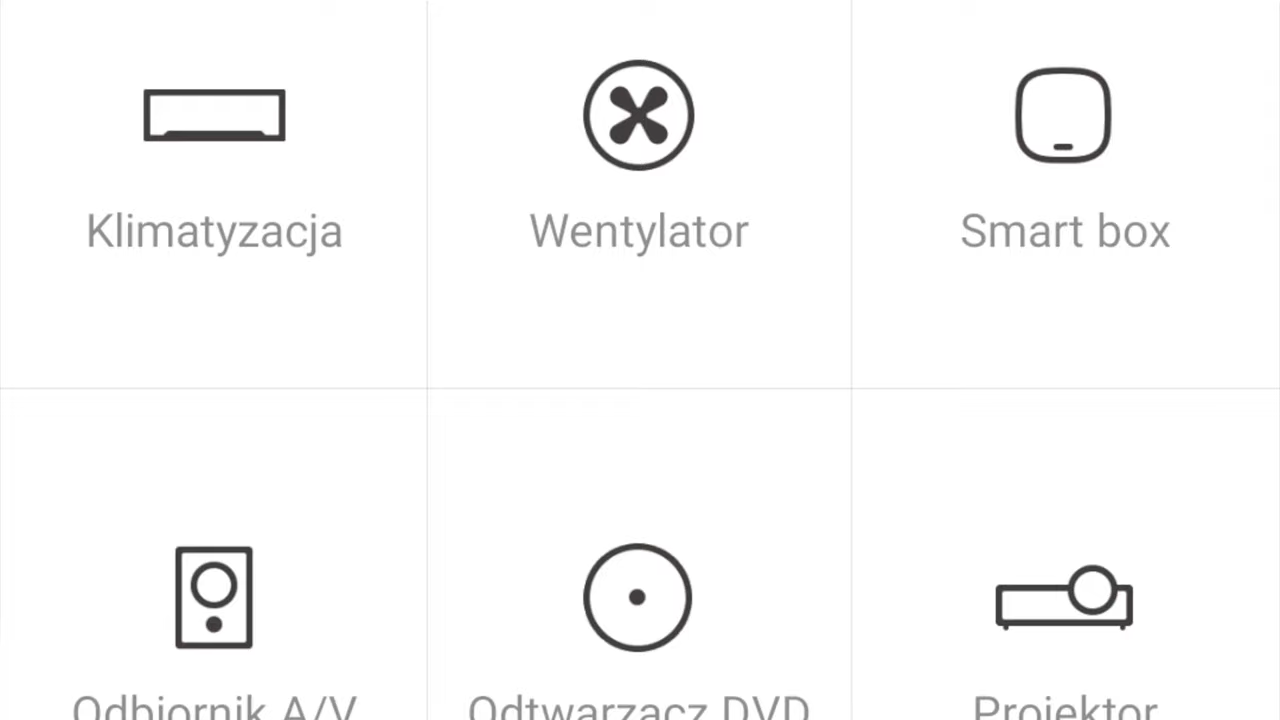 Klimatyzacja
Wentylator
Smart box
Odbiornik A/V
Odtwarzacz DVD
Projektor